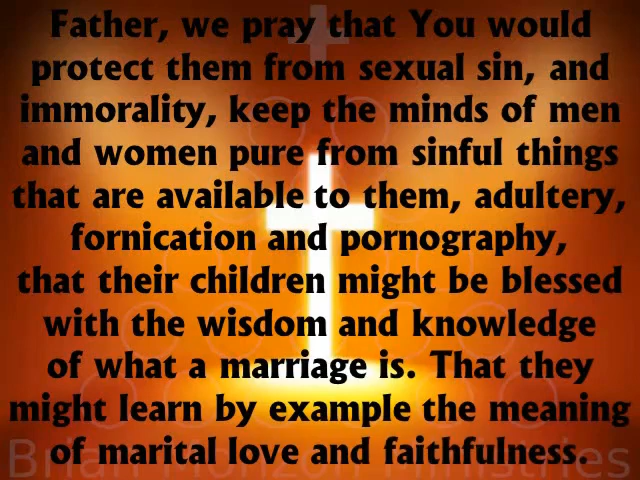 Father, we pray that You would
protect them from sexual sin, and
immorality, keep the minds of men
and women pure from sinful things
that are available to them, adultery,
fornication and pornography,
that their children might be blessed
with the wisdom and knowledge
of what a marriage is. That they
might learn by example the meaning
of marital love and faithfulness.
Brian Monzon Ministries